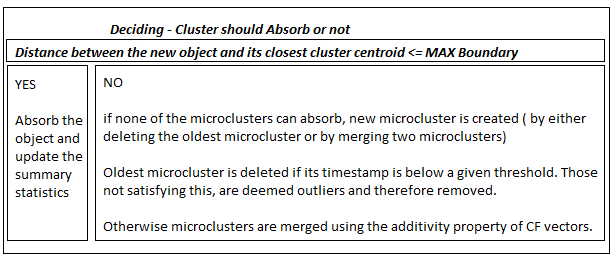 Deciding - Cluster should Absorb or not
Distance between the new object and its closest cluster centroid <= MAX Boundary
YES
Absorb the
object and
update the
summary
statistics
NO
if none of the microclusters can absorb, new microcluster is created ( by either
deleting the oldest microcluster or by merging two microclusters)
Oldest microcluster is deleted if its timestamp is below a given threshold. Those
not satisfying this, are deemed outliers and therefore removed.
Otherwise microclusters are merged using the additivity property of CF vectors.